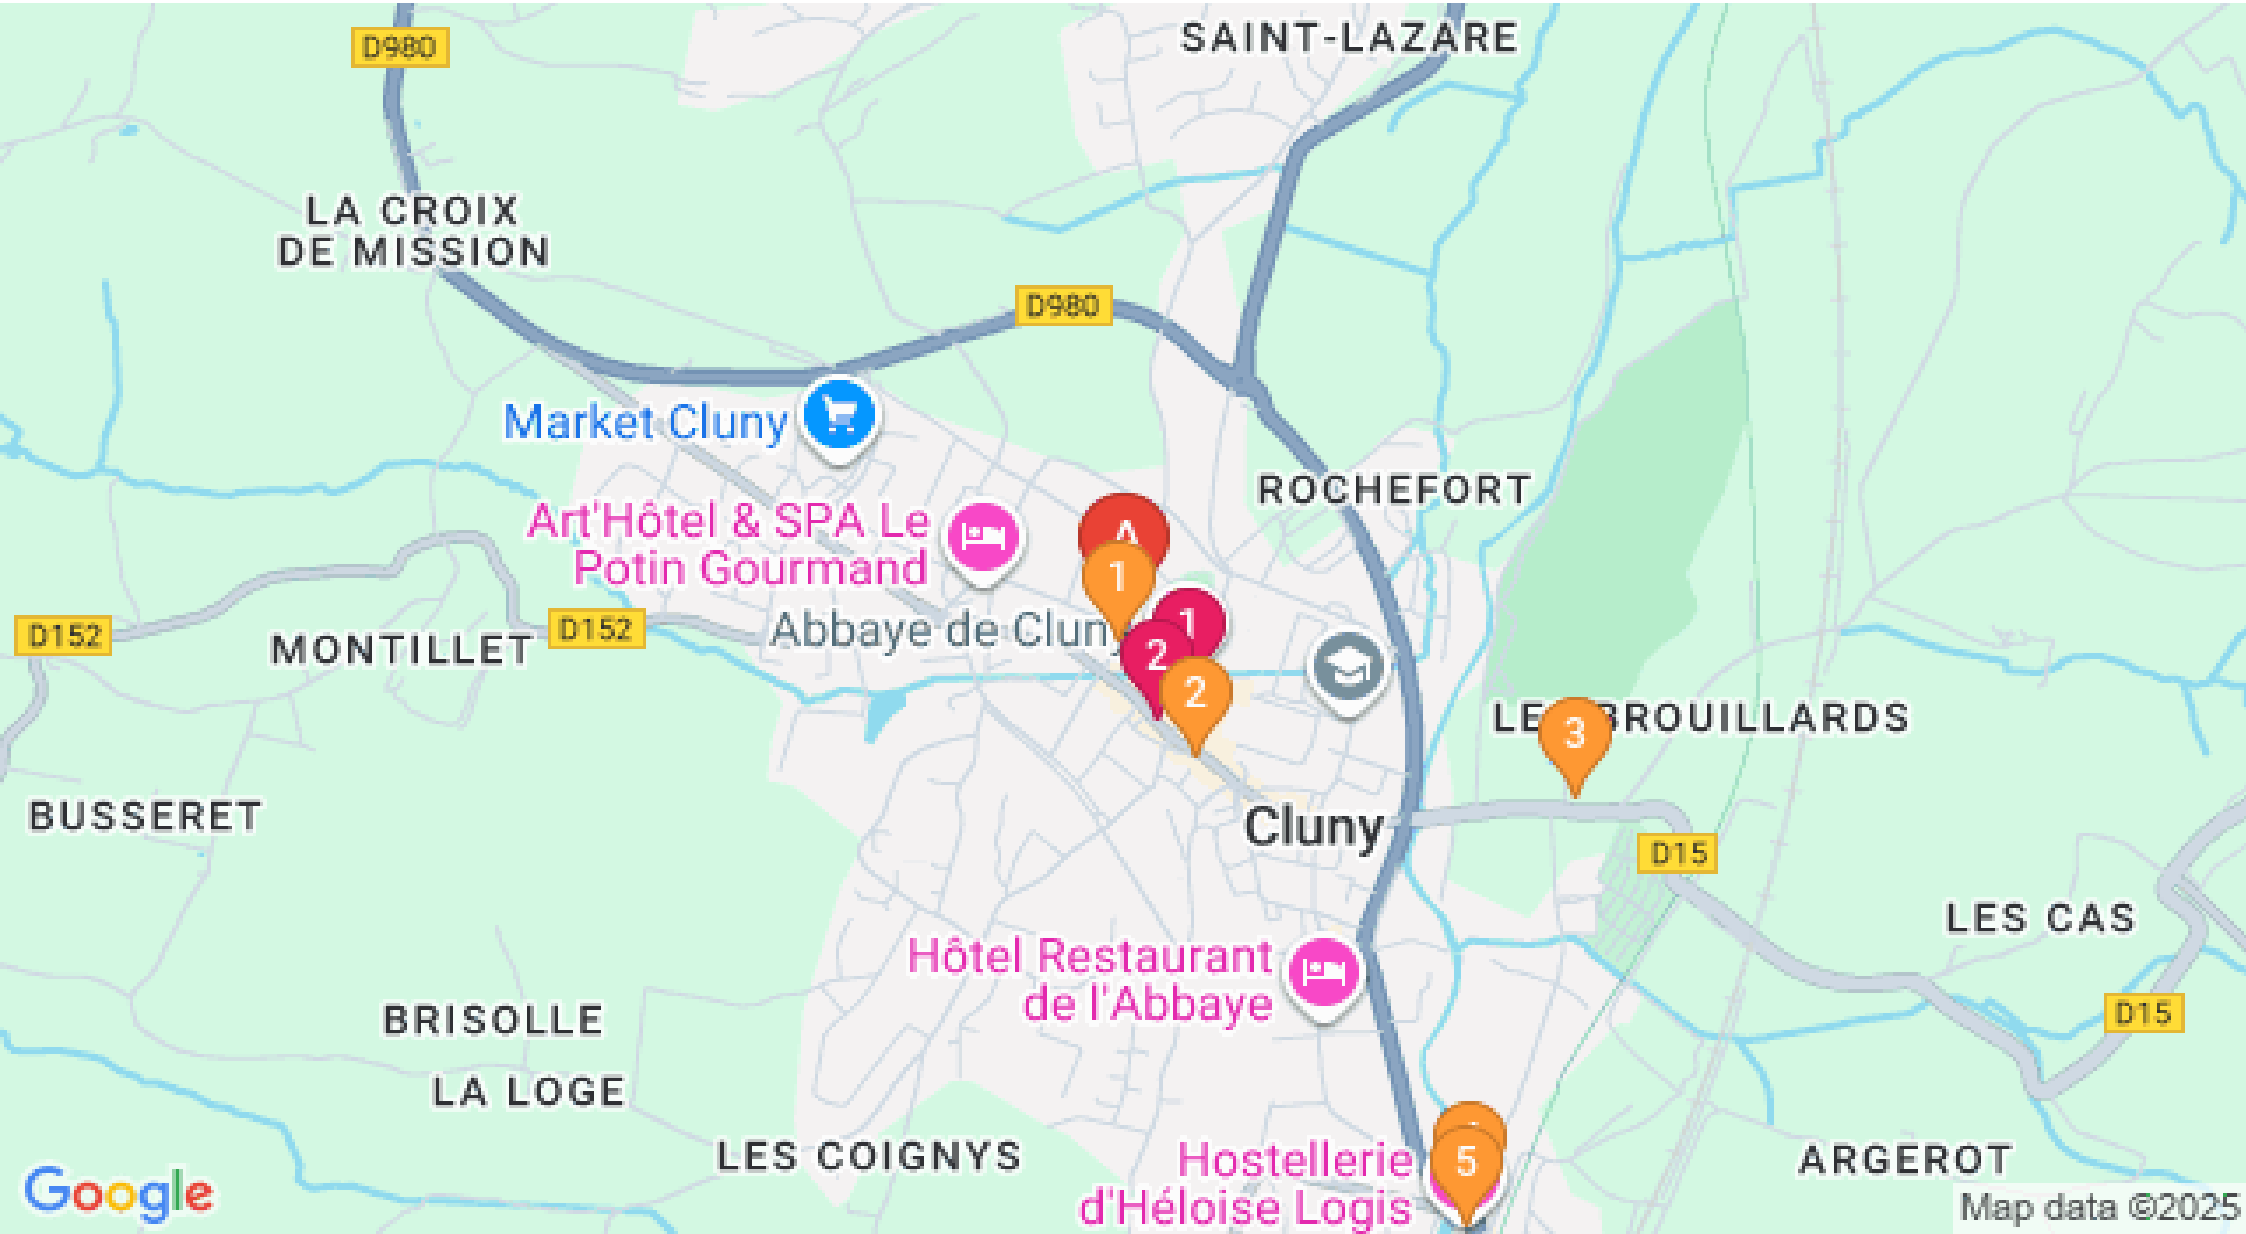 SAINT-LAZARE
D980
LA CROIX
DE MISSION
D980
Market Cluny
ROCHEFORT
Art'Hôtel & SPA Le
Potin Gourmand
A
1
Abbaye de Cluny
1
2
D152
D152
MONTILLET
2
LES BROUILLARDS
3
BUSSERET
Cluny
D15
LES CAS
Hôtel Restaurant
de l'Abbaye
D15
BRISOLLE
LA LOGE
LES COIGNYS
Hostellerie
d'Héloise Logis
5
ARGEROT
Google
Map data ©2025